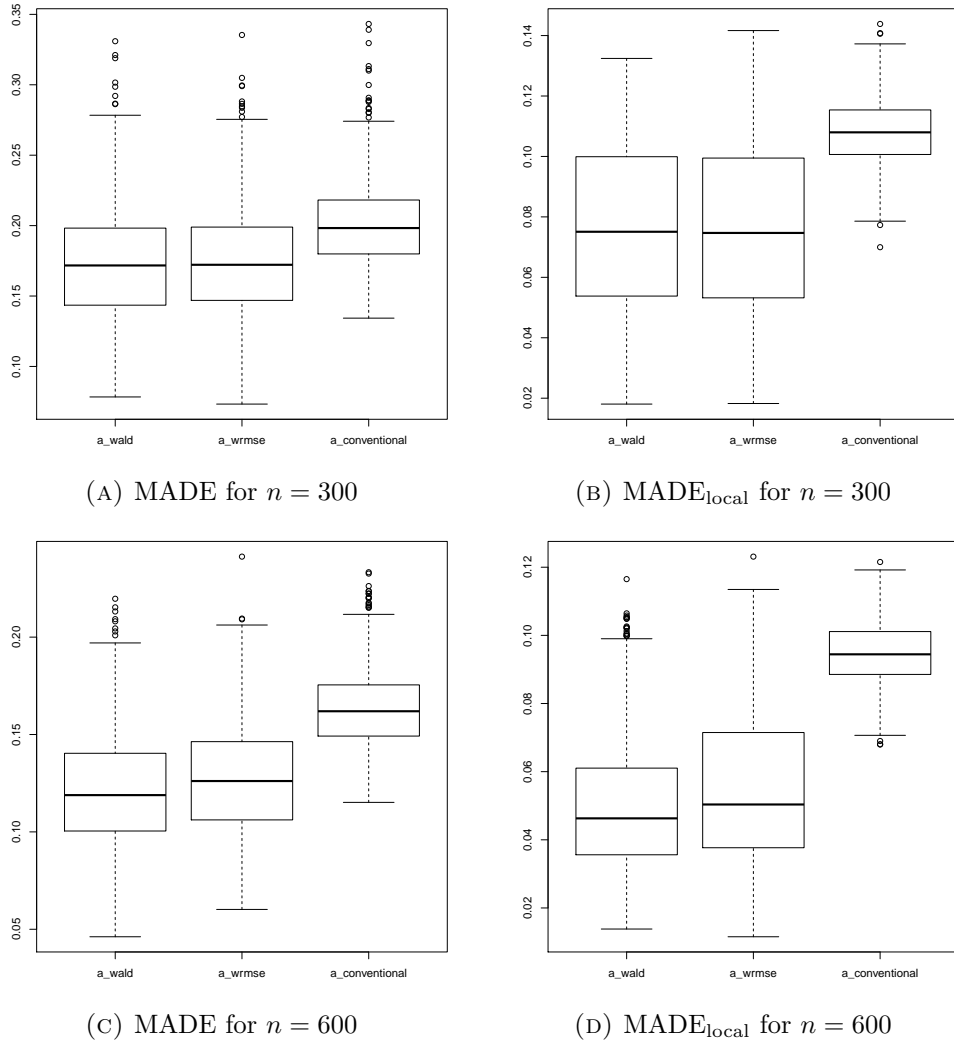 0.35
0.30
0.25
0.20
0.15
0.10
a_wald a_wrmse a_conventional
(A) MADE for n = 300
0.14
0.12
0.10
0.08
0.06
0.04
0.02
a_wald a_wrmse a_conventional
(B) MADE_local for n = 300
0.20
0.15
0.10
0.05
a_wald a_wrmse a_conventional
(C) MADE for n = 600
0.12
0.10
0.08
0.06
0.04
0.02
a_wald a_wrmse a_conventional
(D) MADE_local for n = 600